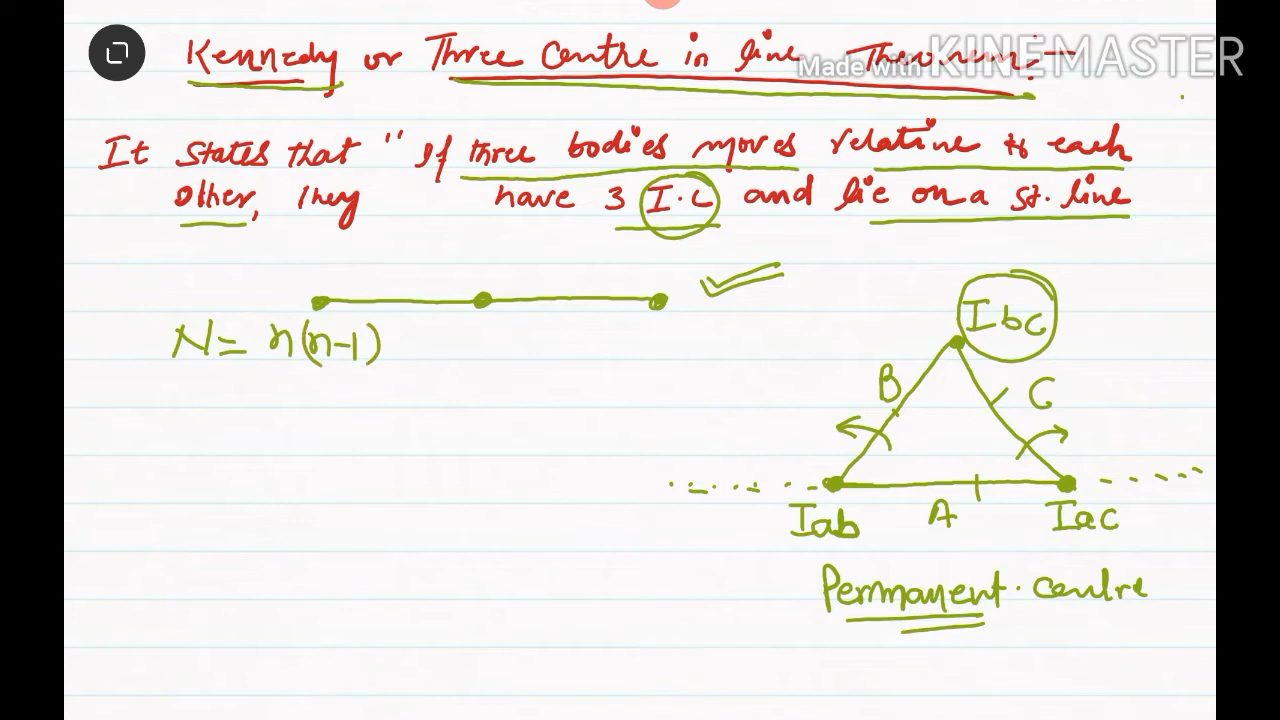 Kennedy or Three Centre in line Theorem:-
Made with KINEMASTER
It states that "If three bodies moves relative to each
other, they have 3 I.C and lie on a st. line
N = n(n-1)
Ibc
B
C
Iab
A
Iac
Permanent. centre